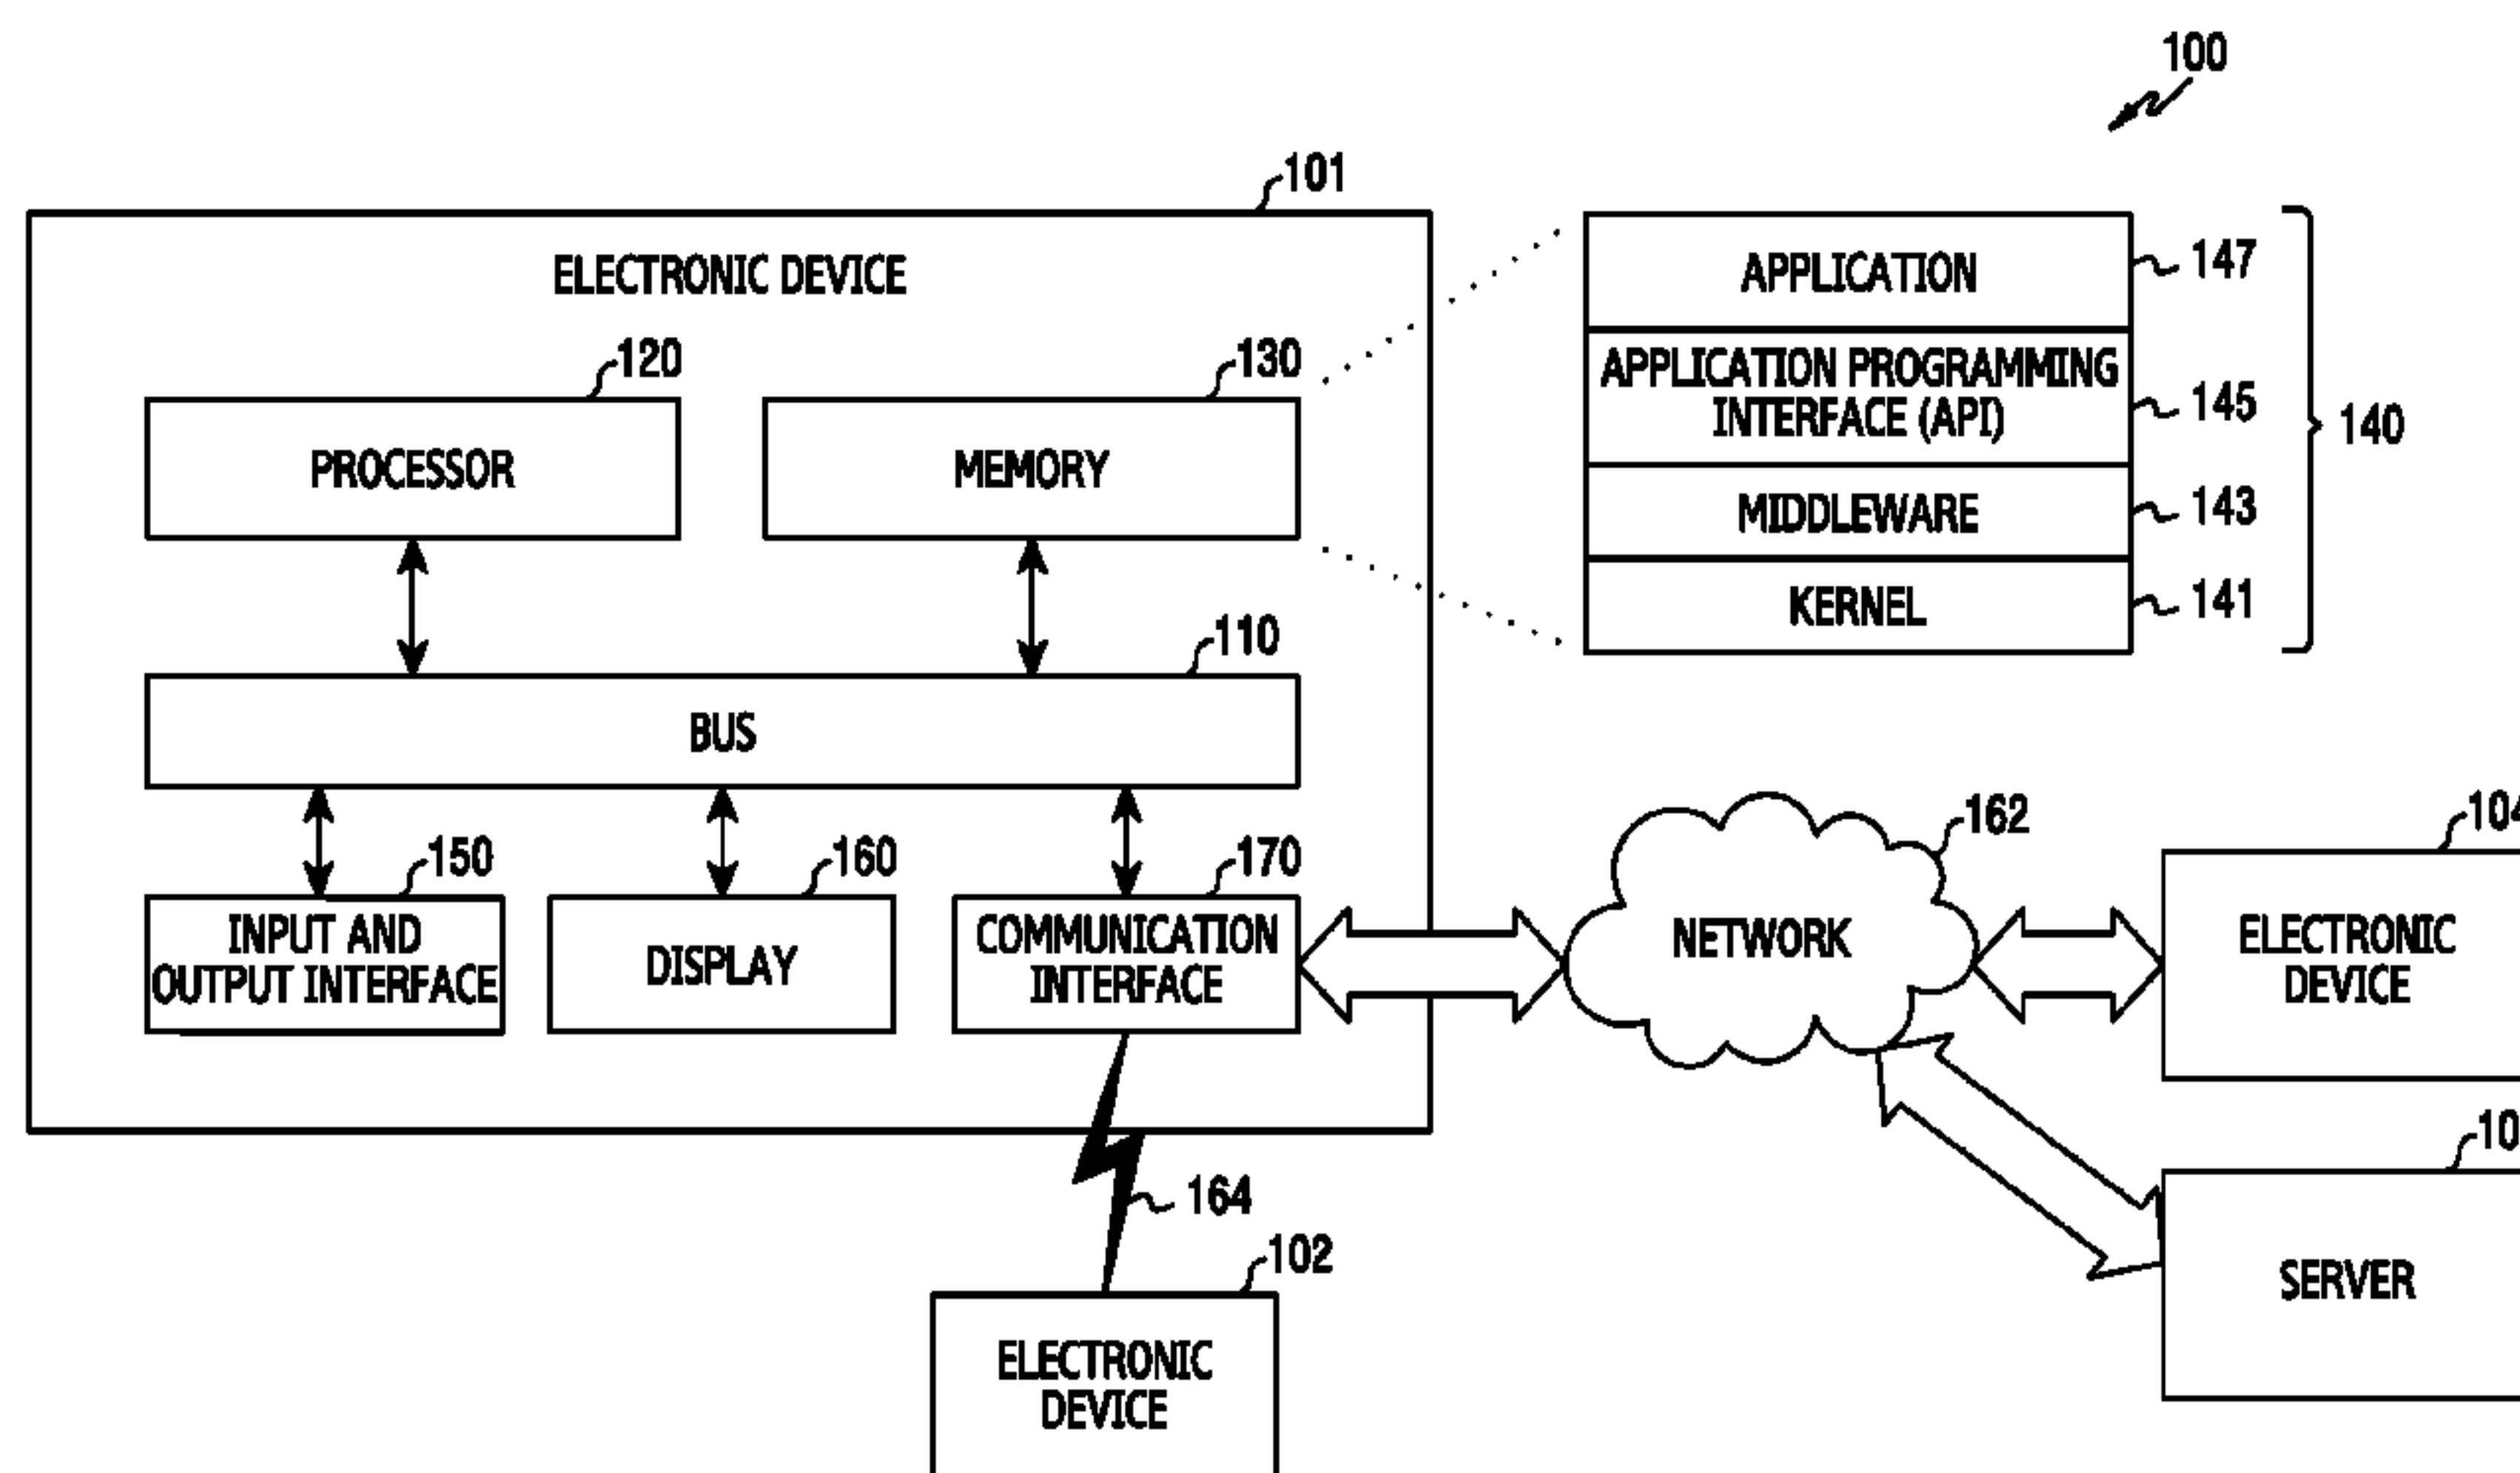 100
101
ELECTRONIC DEVICE
120
PROCESSOR
130
MEMORY
110
BUS
150
INPUT AND
OUTPUT INTERFACE
160
DISPLAY
170
COMMUNICATION
INTERFACE
APPLICATION
147
APPLICATION PROGRAMMING
INTERFACE (API)
145
MIDDLEWARE
143
KERNEL
141
140
162
NETWORK
104
ELECTRONIC
DEVICE
10
SERVER
164
102
ELECTRONIC
DEVICE